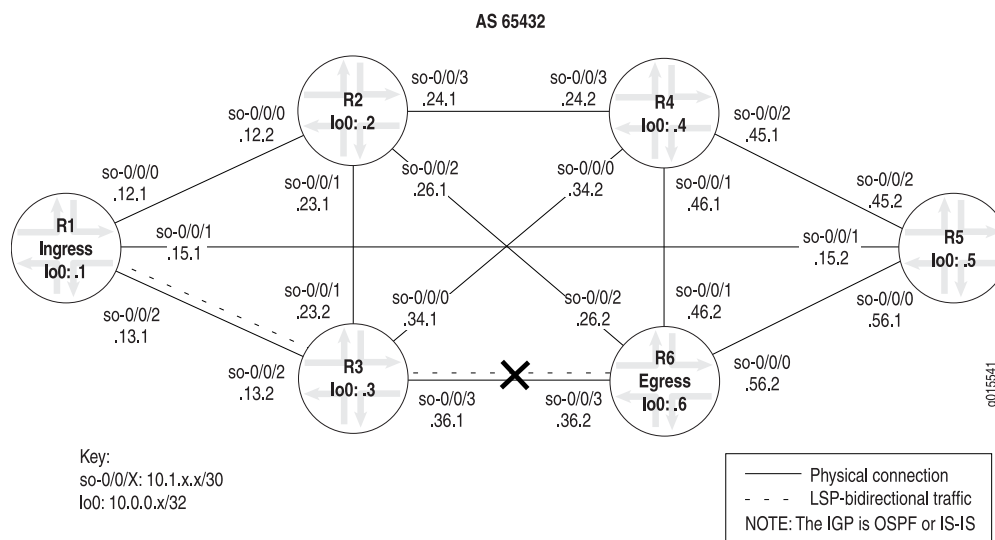 AS 65432
so-0/0/3
.24.1
so-0/0/3
.24.2
R2
lo0: .2
R4
lo0: .4
so-0/0/0
.12.2
so-0/0/2
.45.1
so-0/0/2
.26.1
so-0/0/0
.34.2
so-0/0/0
.12.1
so-0/0/1
.23.1
so-0/0/1
.46.1
so-0/0/2
.45.2
R1
Ingress
lo0: .1
so-0/0/1
.15.1
so-0/0/1
.15.2
R5
lo0: .5
so-0/0/2
.13.1
so-0/0/1
.23.2
so-0/0/0
.34.1
so-0/0/2
.26.2
so-0/0/1
.46.2
so-0/0/0
.56.1
so-0/0/2
.13.2
R3
lo0: .3
R6
Egress
lo0: .6
so-0/0/0
.56.2
so-0/0/3
.36.1
so-0/0/3
.36.2
g015541
Key:
so-0/0/X: 10.1.x.x/30
lo0: 10.0.0.x/32
Physical connection
LSP-bidirectional traffic
NOTE: The IGP is OSPF or IS-IS